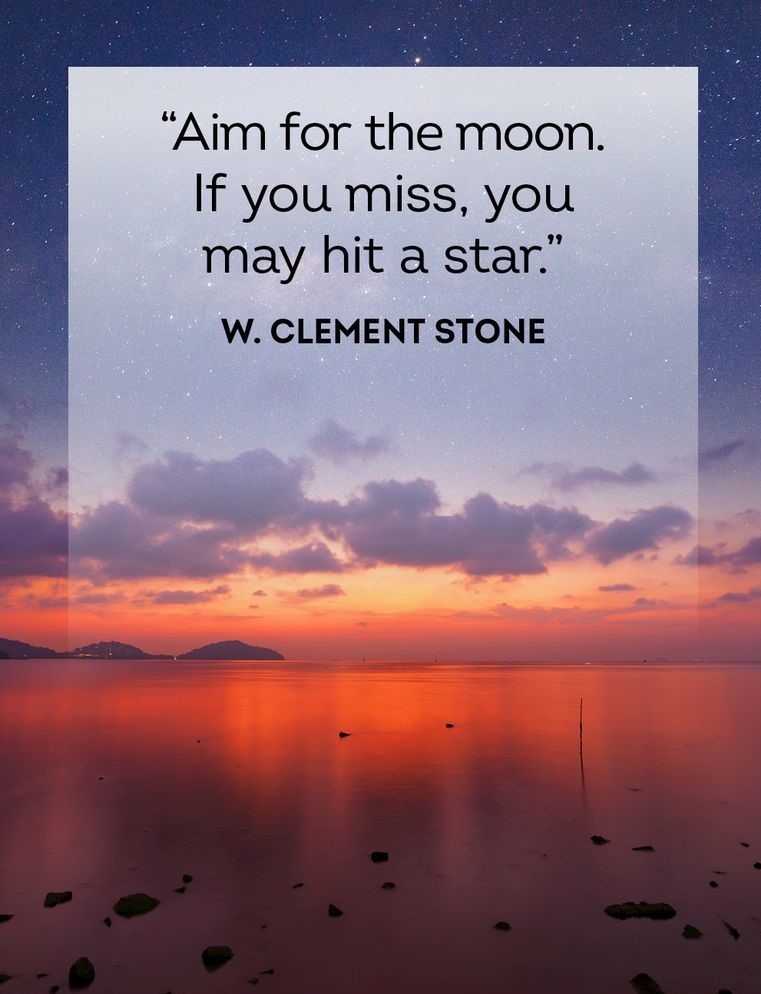 “Aim for the moon.
If you miss, you
may hit a star.”
W. CLEMENT STONE